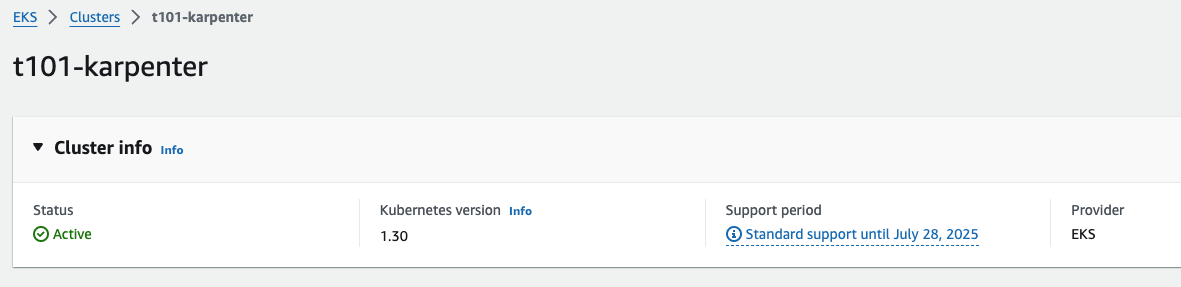 EKS > Clusters > t101-karpenter
t101-karpenter
Cluster info Info
Status
Active
Kubernetes version Info
1.30
Support period
Standard support until July 28, 2025
Provider
EKS